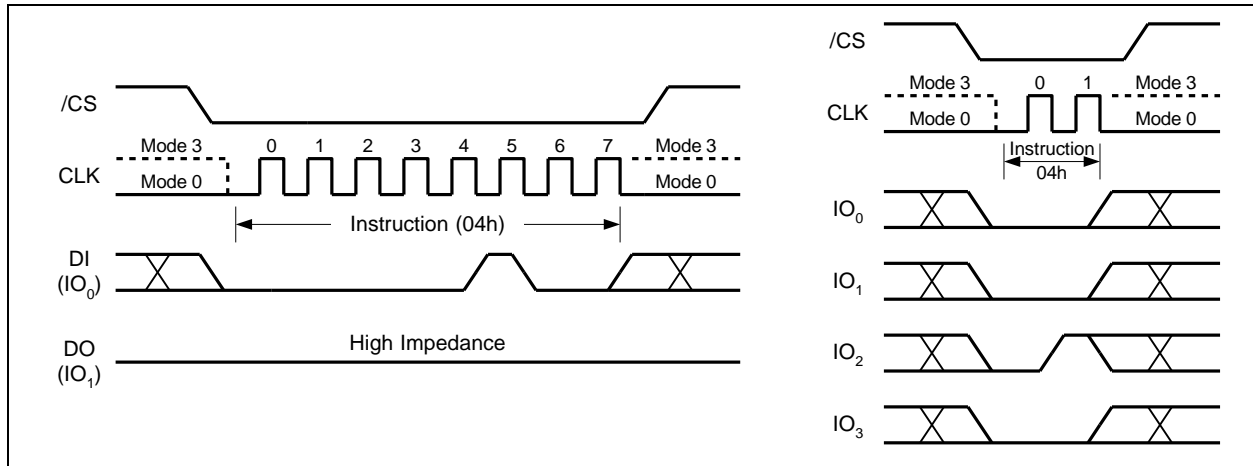 /CS
Mode 3 0 1 2 3 4 5 6 7 Mode 3
CLK Mode 0 Mode 0
Instruction (04h)
DI
(IO0)
DO High Impedance
(IO1)
/CS
Mode 3 0 1 Mode 3
CLK Mode 0 Mode 0
Instruction
04h
IO0
IO1
IO2
IO3